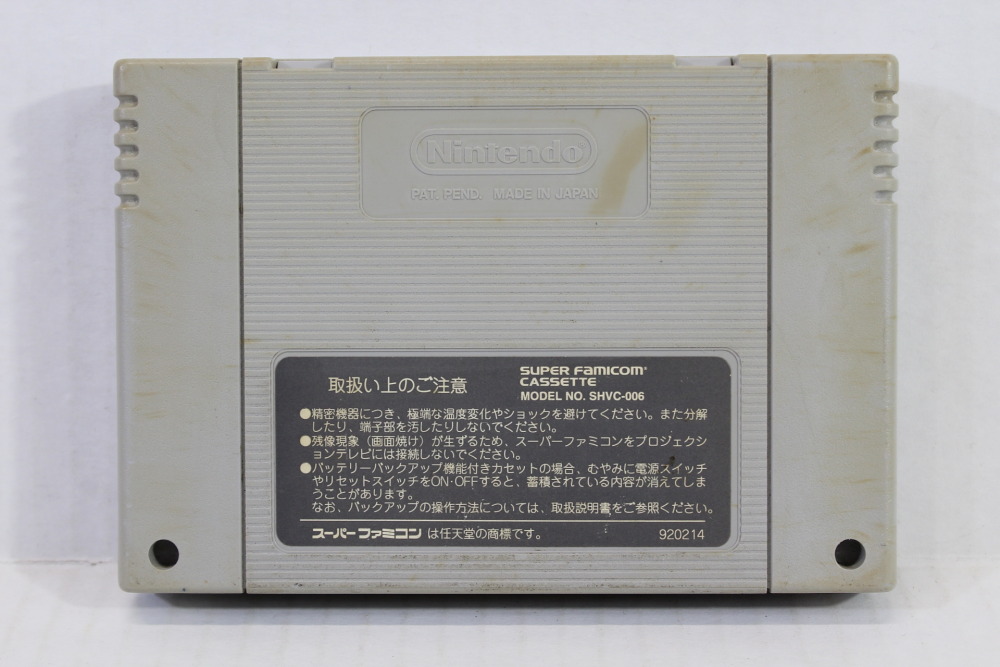 Nintendo
PAT. PEND. MADE IN JAPAN
取扱い上のご注意
SUPER FAMICOM®
CASSETTE
MODEL NO. SHVC-006
●精密機器につき、極端な温度変化やショックを避けてください。また分解
したり、端子部を汚したりしないでください。
●残像現象（画面焼け）が生ずるため、スーパーファミコンをプロジェクシ
ョンテレビには接続しないでください。
●バッテリーバックアップ機能付きカセットの場合、むやみに電源スイッチ
やリセットスイッチをON・OFFすると、蓄積されている内容が消えてしま
うことがあります。
なお、バックアップの操作方法については、取扱説明書をご参照ください。
スーパーファミコンは任天堂の商標です。
920214